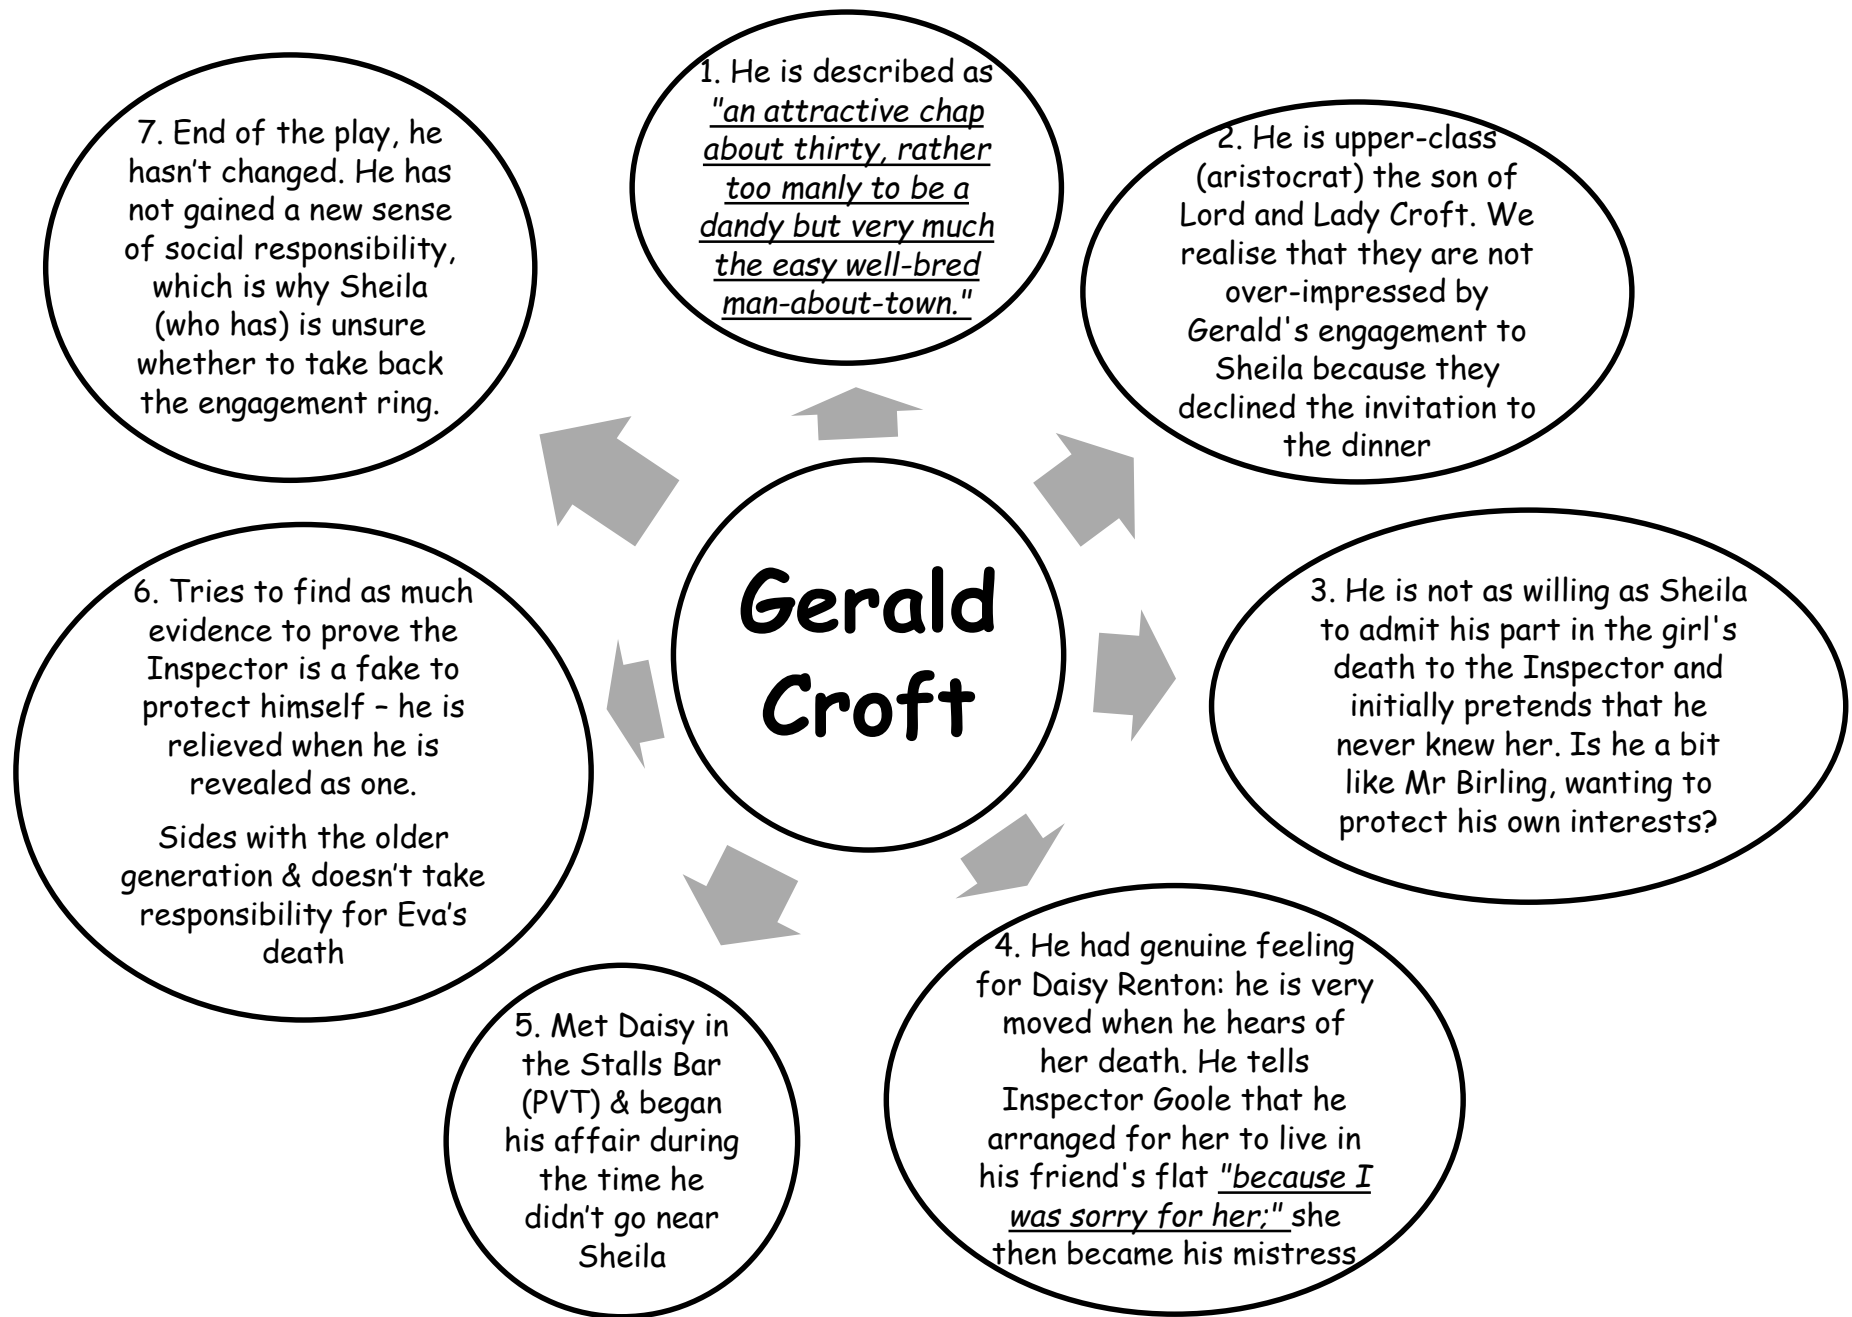 Gerald
Croft
1. He is described as
"an attractive chap
about thirty, rather
too manly to be a
dandy but very much
the easy well-bred
man-about-town."
2. He is upper-class
(aristocrat) the son of
Lord and Lady Croft. We
realise that they are not
over-impressed by
Gerald's engagement to
Sheila because they
declined the invitation to
the dinner
3. He is not as willing as Sheila
to admit his part in the girl's
death to the Inspector and
initially pretends that he
never knew her. Is he a bit
like Mr Birling, wanting to
protect his own interests?
4. He had genuine feeling
for Daisy Renton: he is very
moved when he hears of
her death. He tells
Inspector Goole that he
arranged for her to live in
his friend's flat "because I
was sorry for her;" she
then became his mistress
5. Met Daisy in
the Stalls Bar
(PVT) & began
his affair during
the time he
didn't go near
Sheila
6. Tries to find as much
evidence to prove the
Inspector is a fake to
protect himself – he is
relieved when he is
revealed as one.
Sides with the older
generation & doesn't take
responsibility for Eva's
death
7. End of the play, he
hasn't changed. He has
not gained a new sense
of social responsibility,
which is why Sheila
(who has) is unsure
whether to take back
the engagement ring.